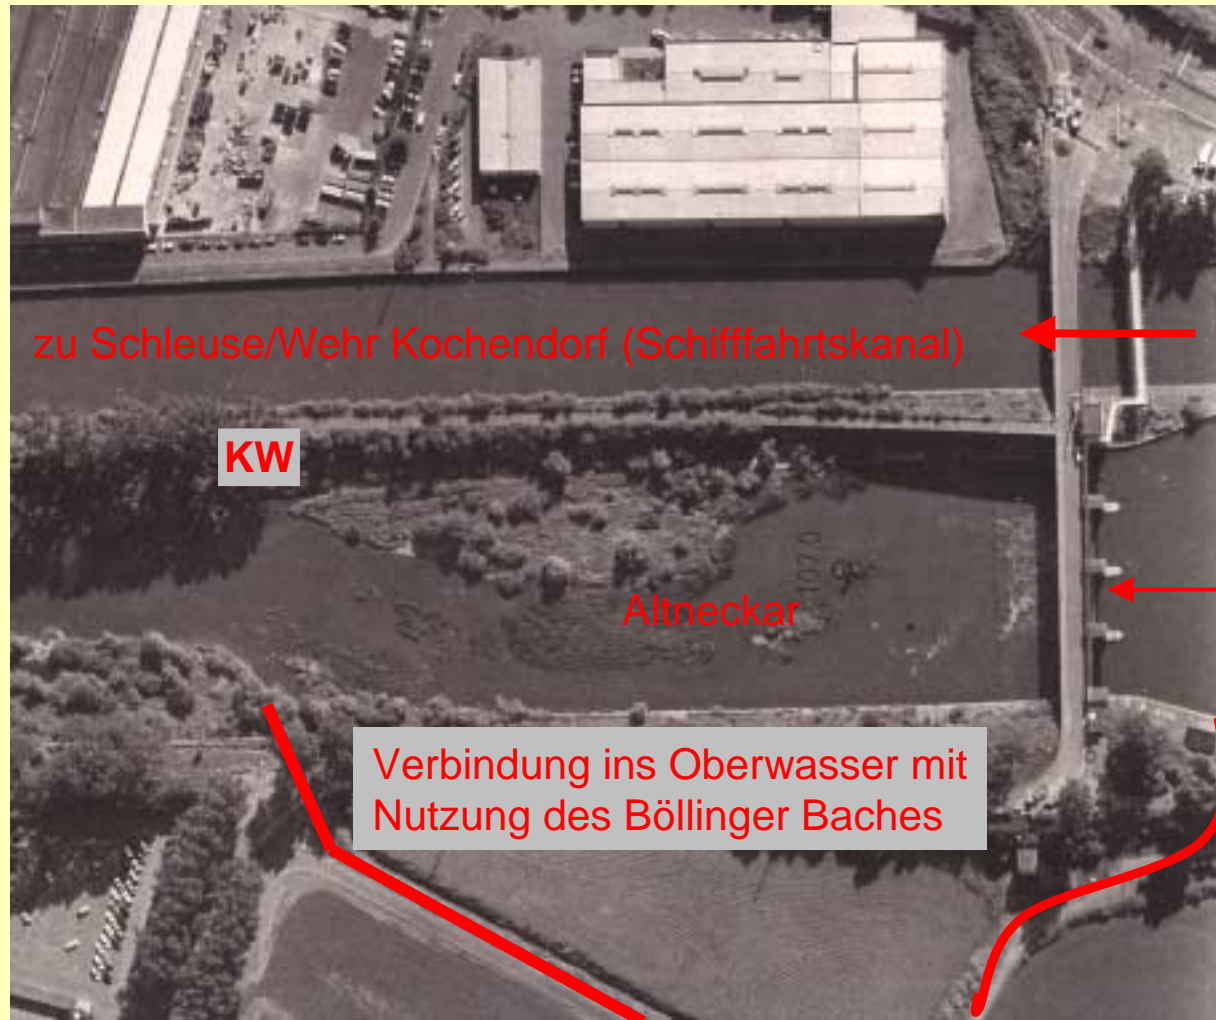 zu Schleuse/Wehr Kochendorf (Schifffahrtskanal)
KW
Altneckar
Verbindung ins Oberwasser mit
Nutzung des Böllinger Baches